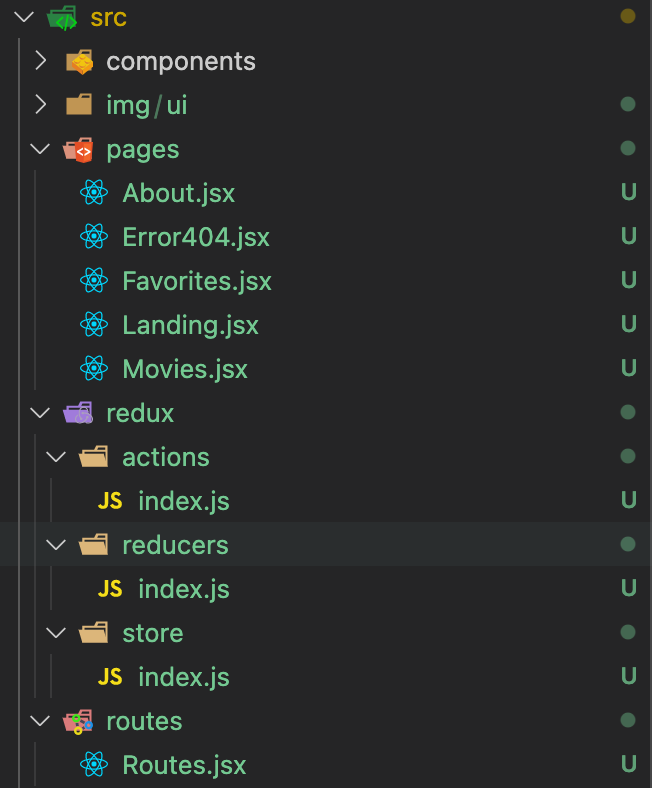 src
components
img/ui
pages
About.jsx U
Error404.jsx U
Favorites.jsx U
Landing.jsx U
Movies.jsx U
redux
actions
JS index.js U
reducers
JS index.js U
store
JS index.js U
routes
Routes.jsx U